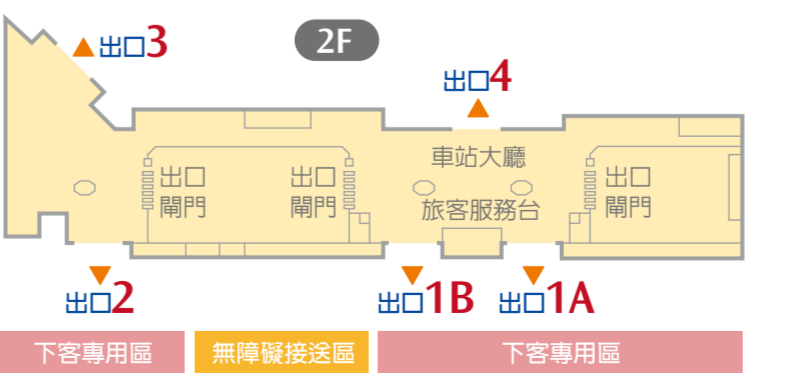 2F
出口3
出口4
車站大廳
出口
閘門
出口
閘門
旅客服務台
出口
閘門
出口2
出口1B
出口1A
下客專用區
無障礙接送區
下客專用區